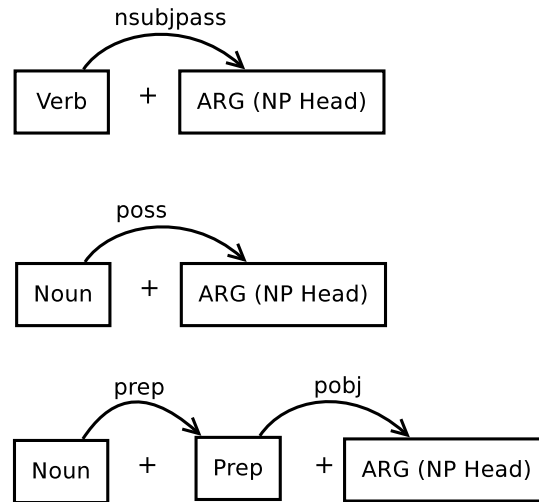 nsubjpass
Verb + ARG (NP Head)
poss
Noun + ARG (NP Head)
prep pobj
Noun + Prep + ARG (NP Head)